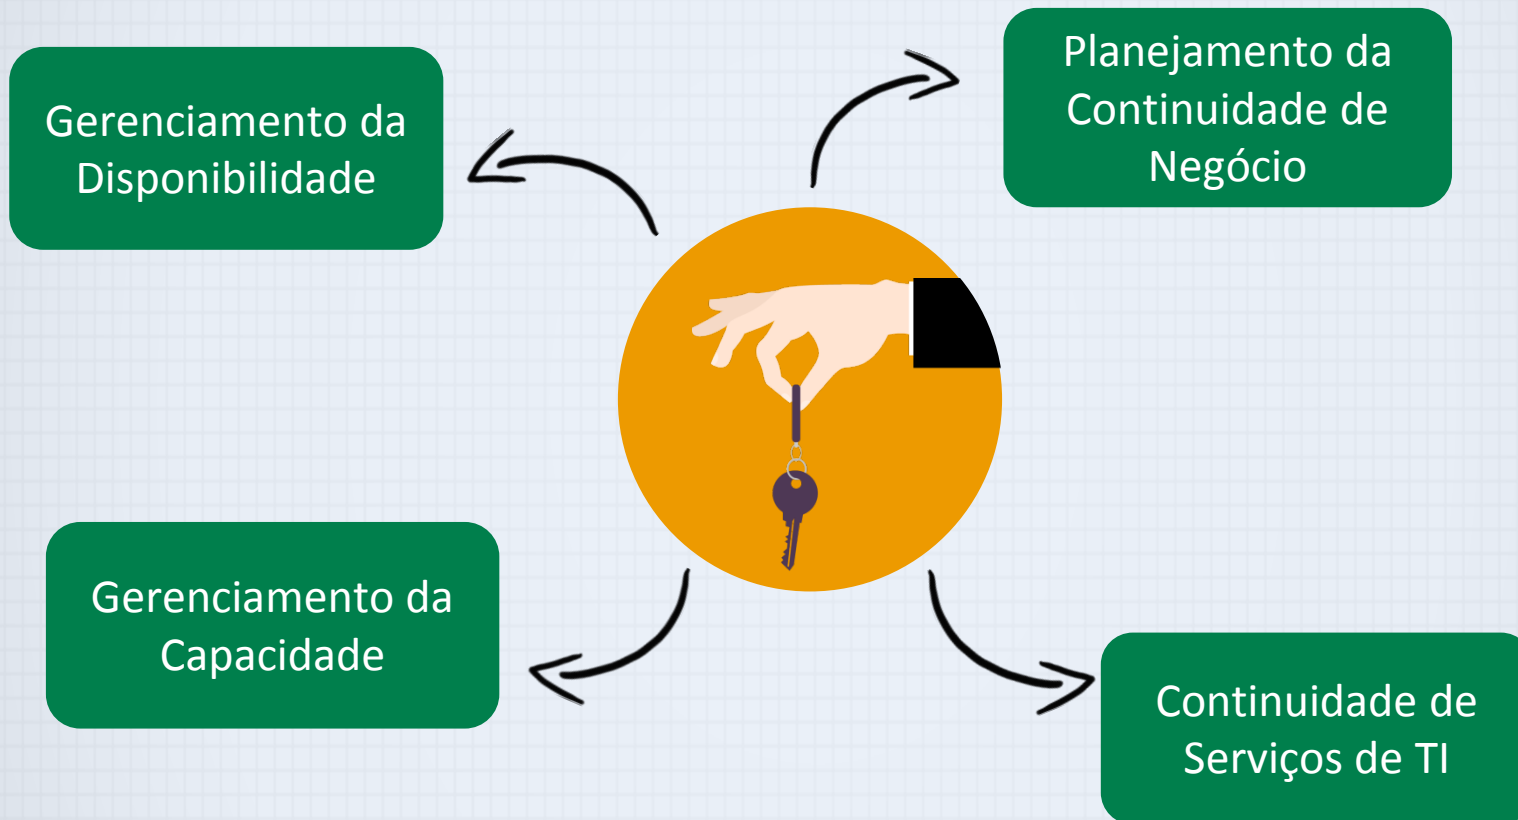 Gerenciamento da
Disponibilidade
Planejamento da
Continuidade de
Negócio
Gerenciamento da
Capacidade
Continuidade de
Serviços de TI